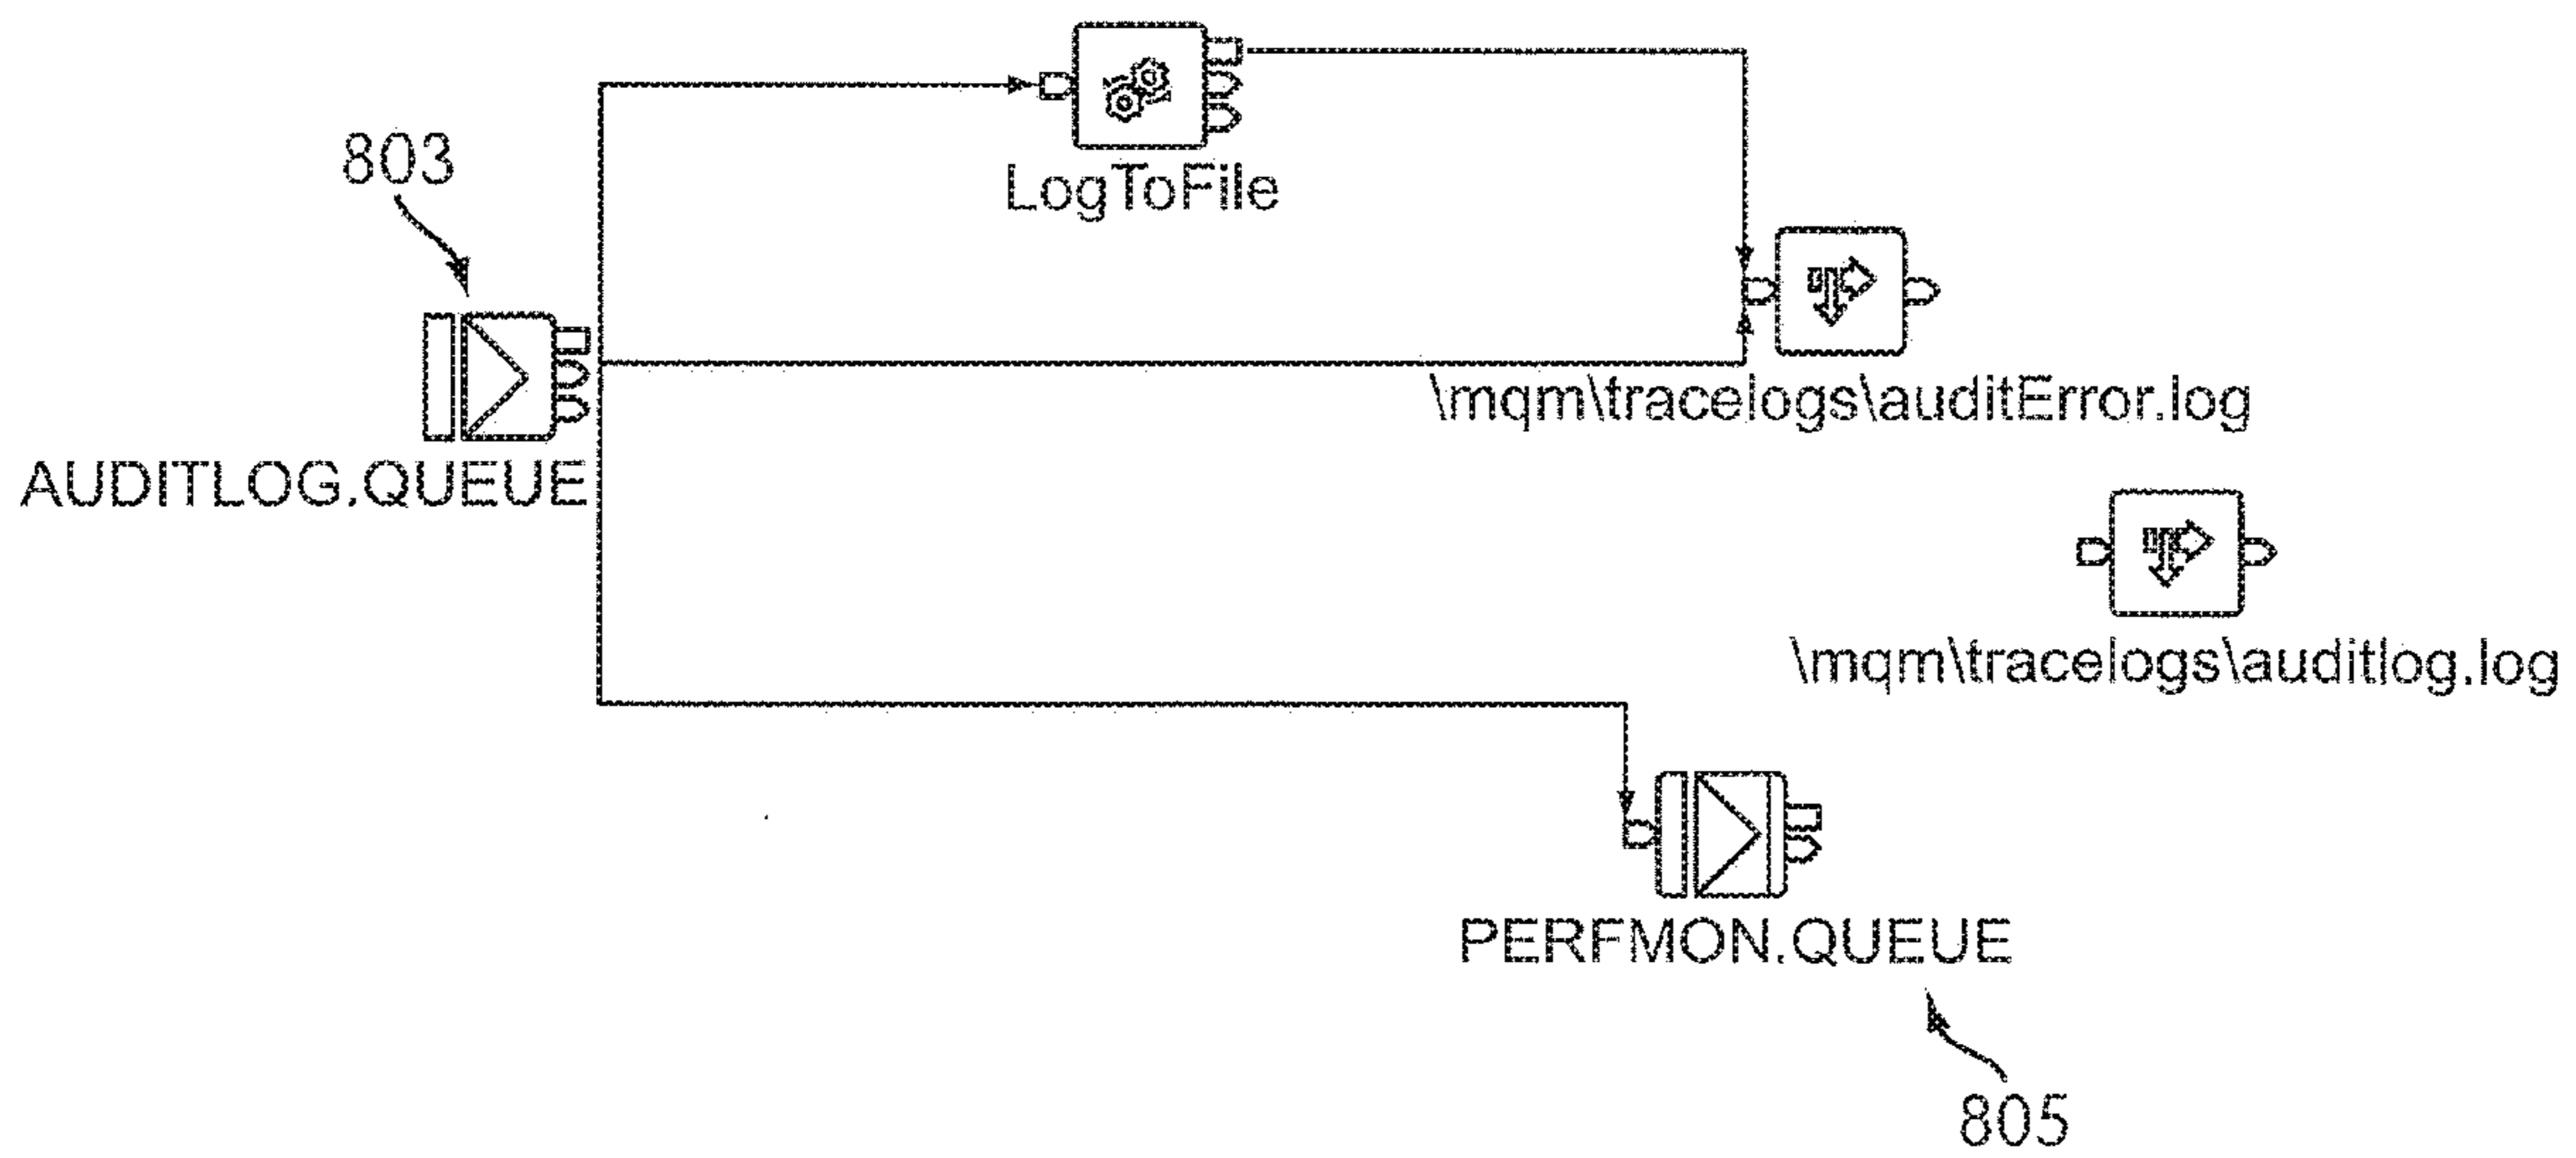 803
LogToFile
AUDITLOG.QUEUE
\mqm\tracelogs\auditError.log
\mqm\tracelogs\auditlog.log
PERFMON.QUEUE
805